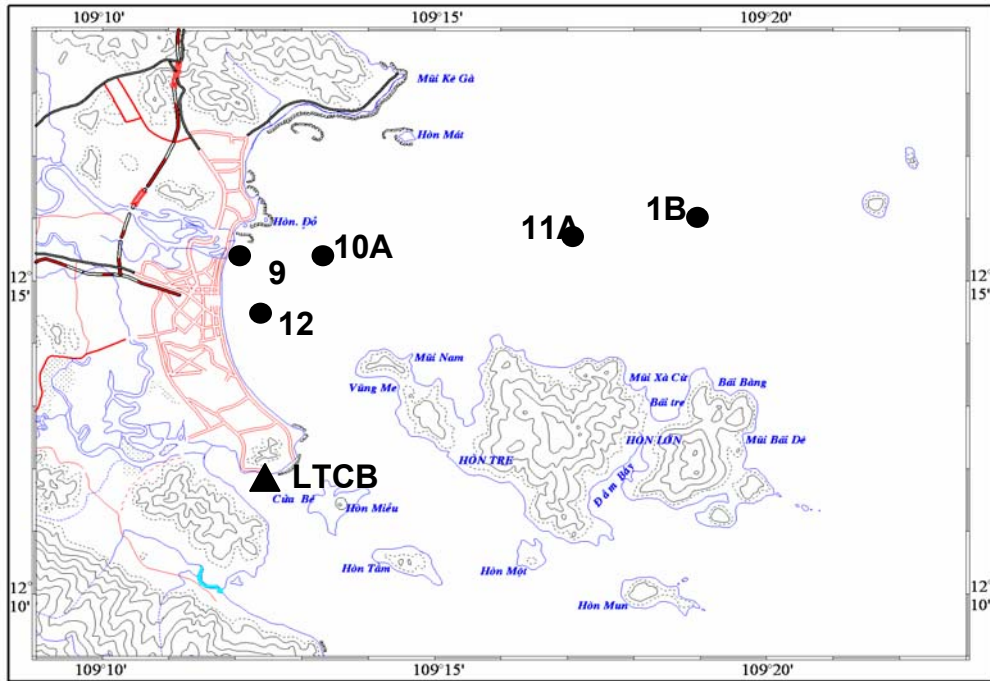 109°10' 109°15' 109°20'
Mũi Kê Gà
Hòn Mát
1B
Hòn. Đỏ
11A
10A
9
12° 15' 12° 15'
12
Mũi Nam
Mũi Xà Cừ
Bãi Bàng
Vũng Me
Bãi tre
HÒN LỚN
Mũi Bãi Dê
HÒN TRE
LTCB
Đầm Bảy
Cửa Bé
Hòn Miễu
Hòn Tằm
Hòn Một
12° 10' 12° 10'
Hòn Mun
109°10' 109°15' 109°20'